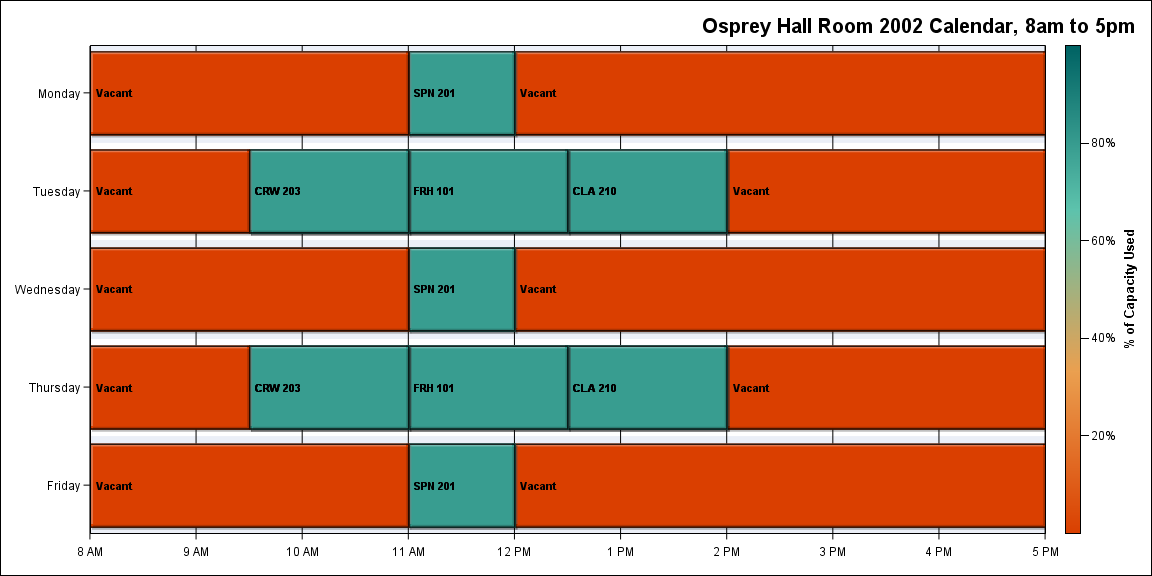 Osprey Hall Room 2002 Calendar, 8am to 5pm
Monday
Vacant
SPN 201
Vacant
Tuesday
Vacant
CRW 203
FRH 101
CLA 210
Vacant
Wednesday
Vacant
SPN 201
Vacant
Thursday
Vacant
CRW 203
FRH 101
CLA 210
Vacant
Friday
Vacant
SPN 201
Vacant
8 AM
9 AM
10 AM
11 AM
12 PM
1 PM
2 PM
3 PM
4 PM
5 PM
80%
60%
40%
20%
% of Capacity Used